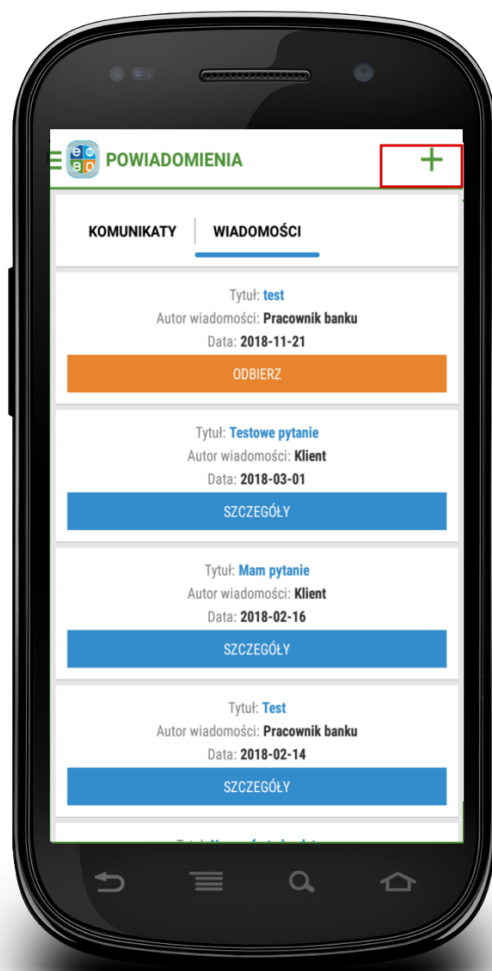 POWIADOMIENIA
KOMUNIKATY WIADOMOŚCI
Tytuł: test
Autor wiadomości: Pracownik banku
Data: 2018-11-21
ODBIERZ
Tytuł: Testowe pytanie
Autor wiadomości: Klient
Data: 2018-03-01
SZCZEGÓŁY
Tytuł: Mam pytanie
Autor wiadomości: Klient
Data: 2018-02-16
SZCZEGÓŁY
Tytuł: Test
Autor wiadomości: Pracownik banku
Data: 2018-02-14
SZCZEGÓŁY